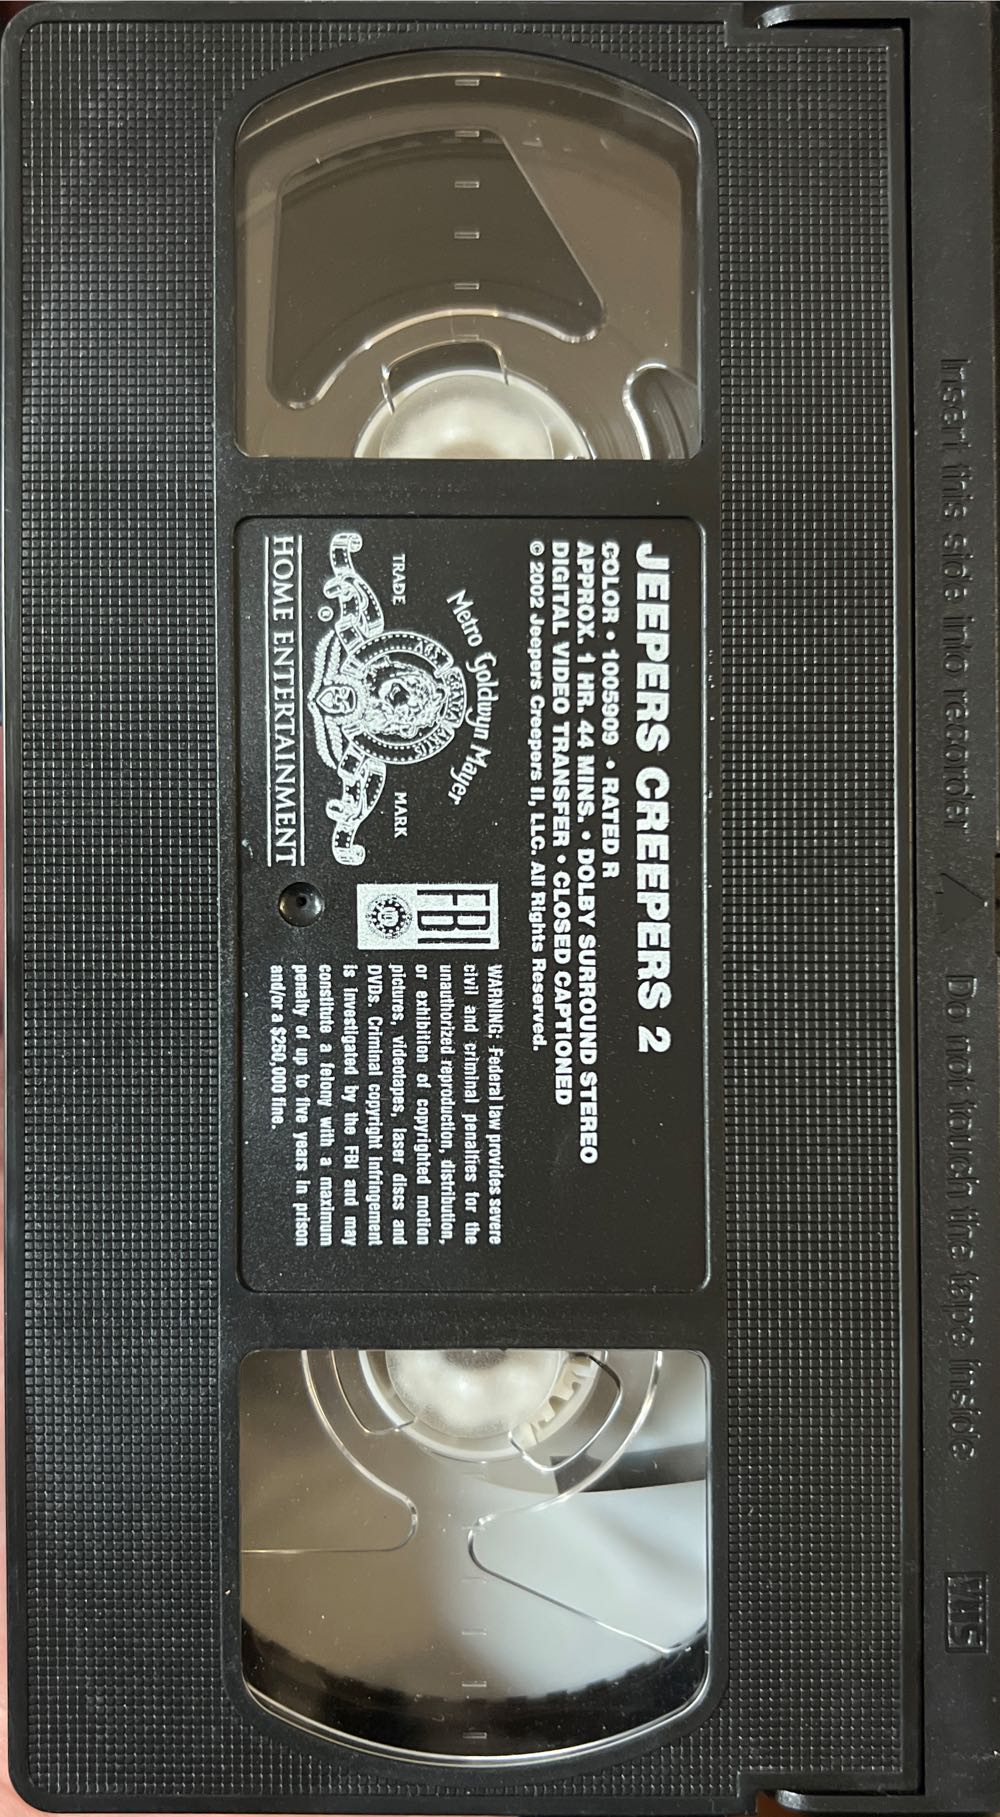 Insert this side into recorder △ Do not touch the tape inside VHS
JEEPERS CREEPERS 2
COLOR • 1005909 • RATED R
APPROX. 1 HR. 44 MINS. • DOLBY SURROUND STEREO
DIGITAL VIDEO TRANSFER • CLOSED CAPTIONED
© 2002 Jeepers Creepers II, LLC. All Rights Reserved.
Metro Goldwyn Mayer
ARS GRATIA ARTIS
TRADE MARK
®
HOME ENTERTAINMENT
FBI
WARNING: Federal law provides severe
civil and criminal penalties for the
unauthorized reproduction, distribution,
or exhibition of copyrighted motion
pictures, videotapes, laser discs and
DVDs. Criminal copyright infringement
is investigated by the FBI and may
constitute a felony with a maximum
penalty of up to five years in prison
and/or a $250,000 fine.